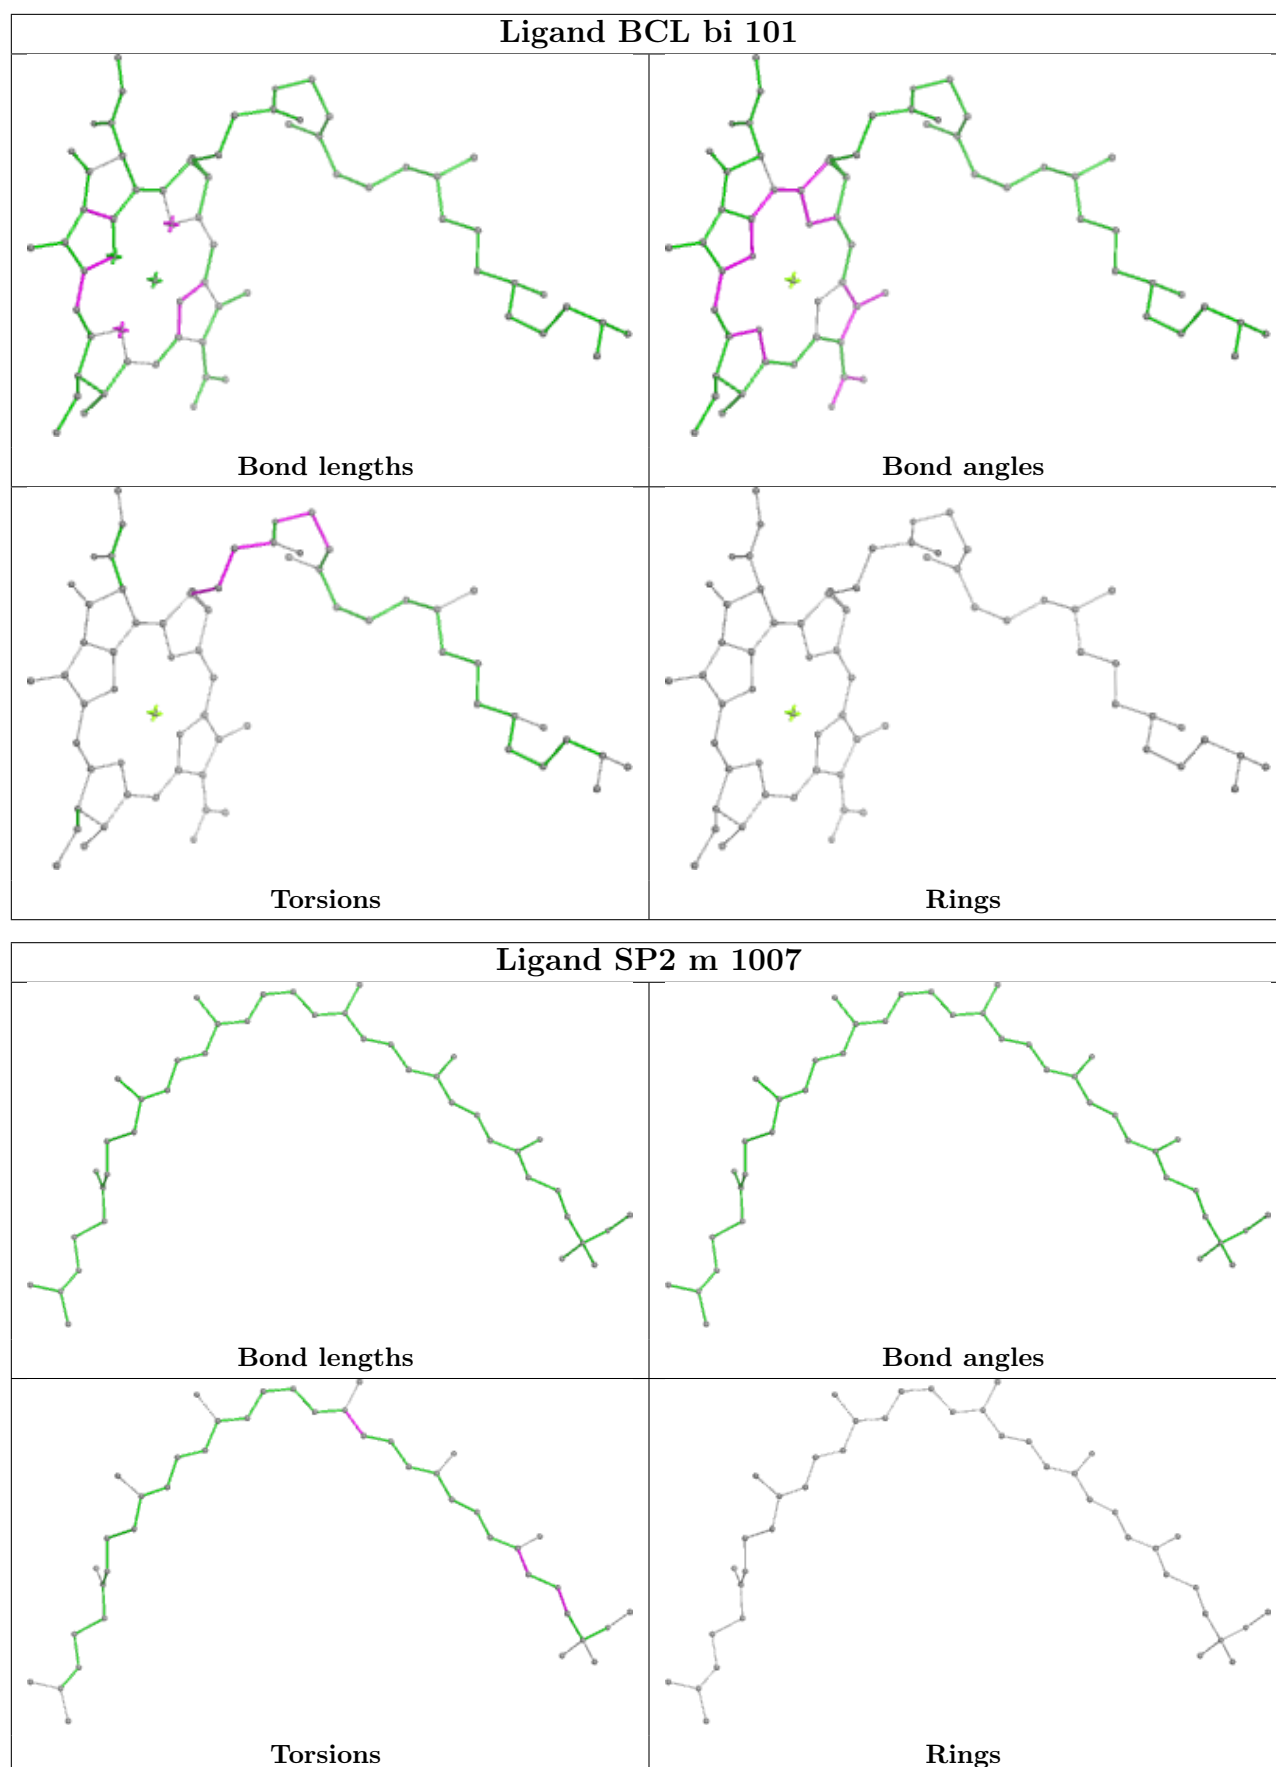 Ligand BCL bi 101
Bond lengths
Bond angles
Torsions
Rings
Ligand SP2 m 1007
Bond lengths
Bond angles
Torsions
Rings